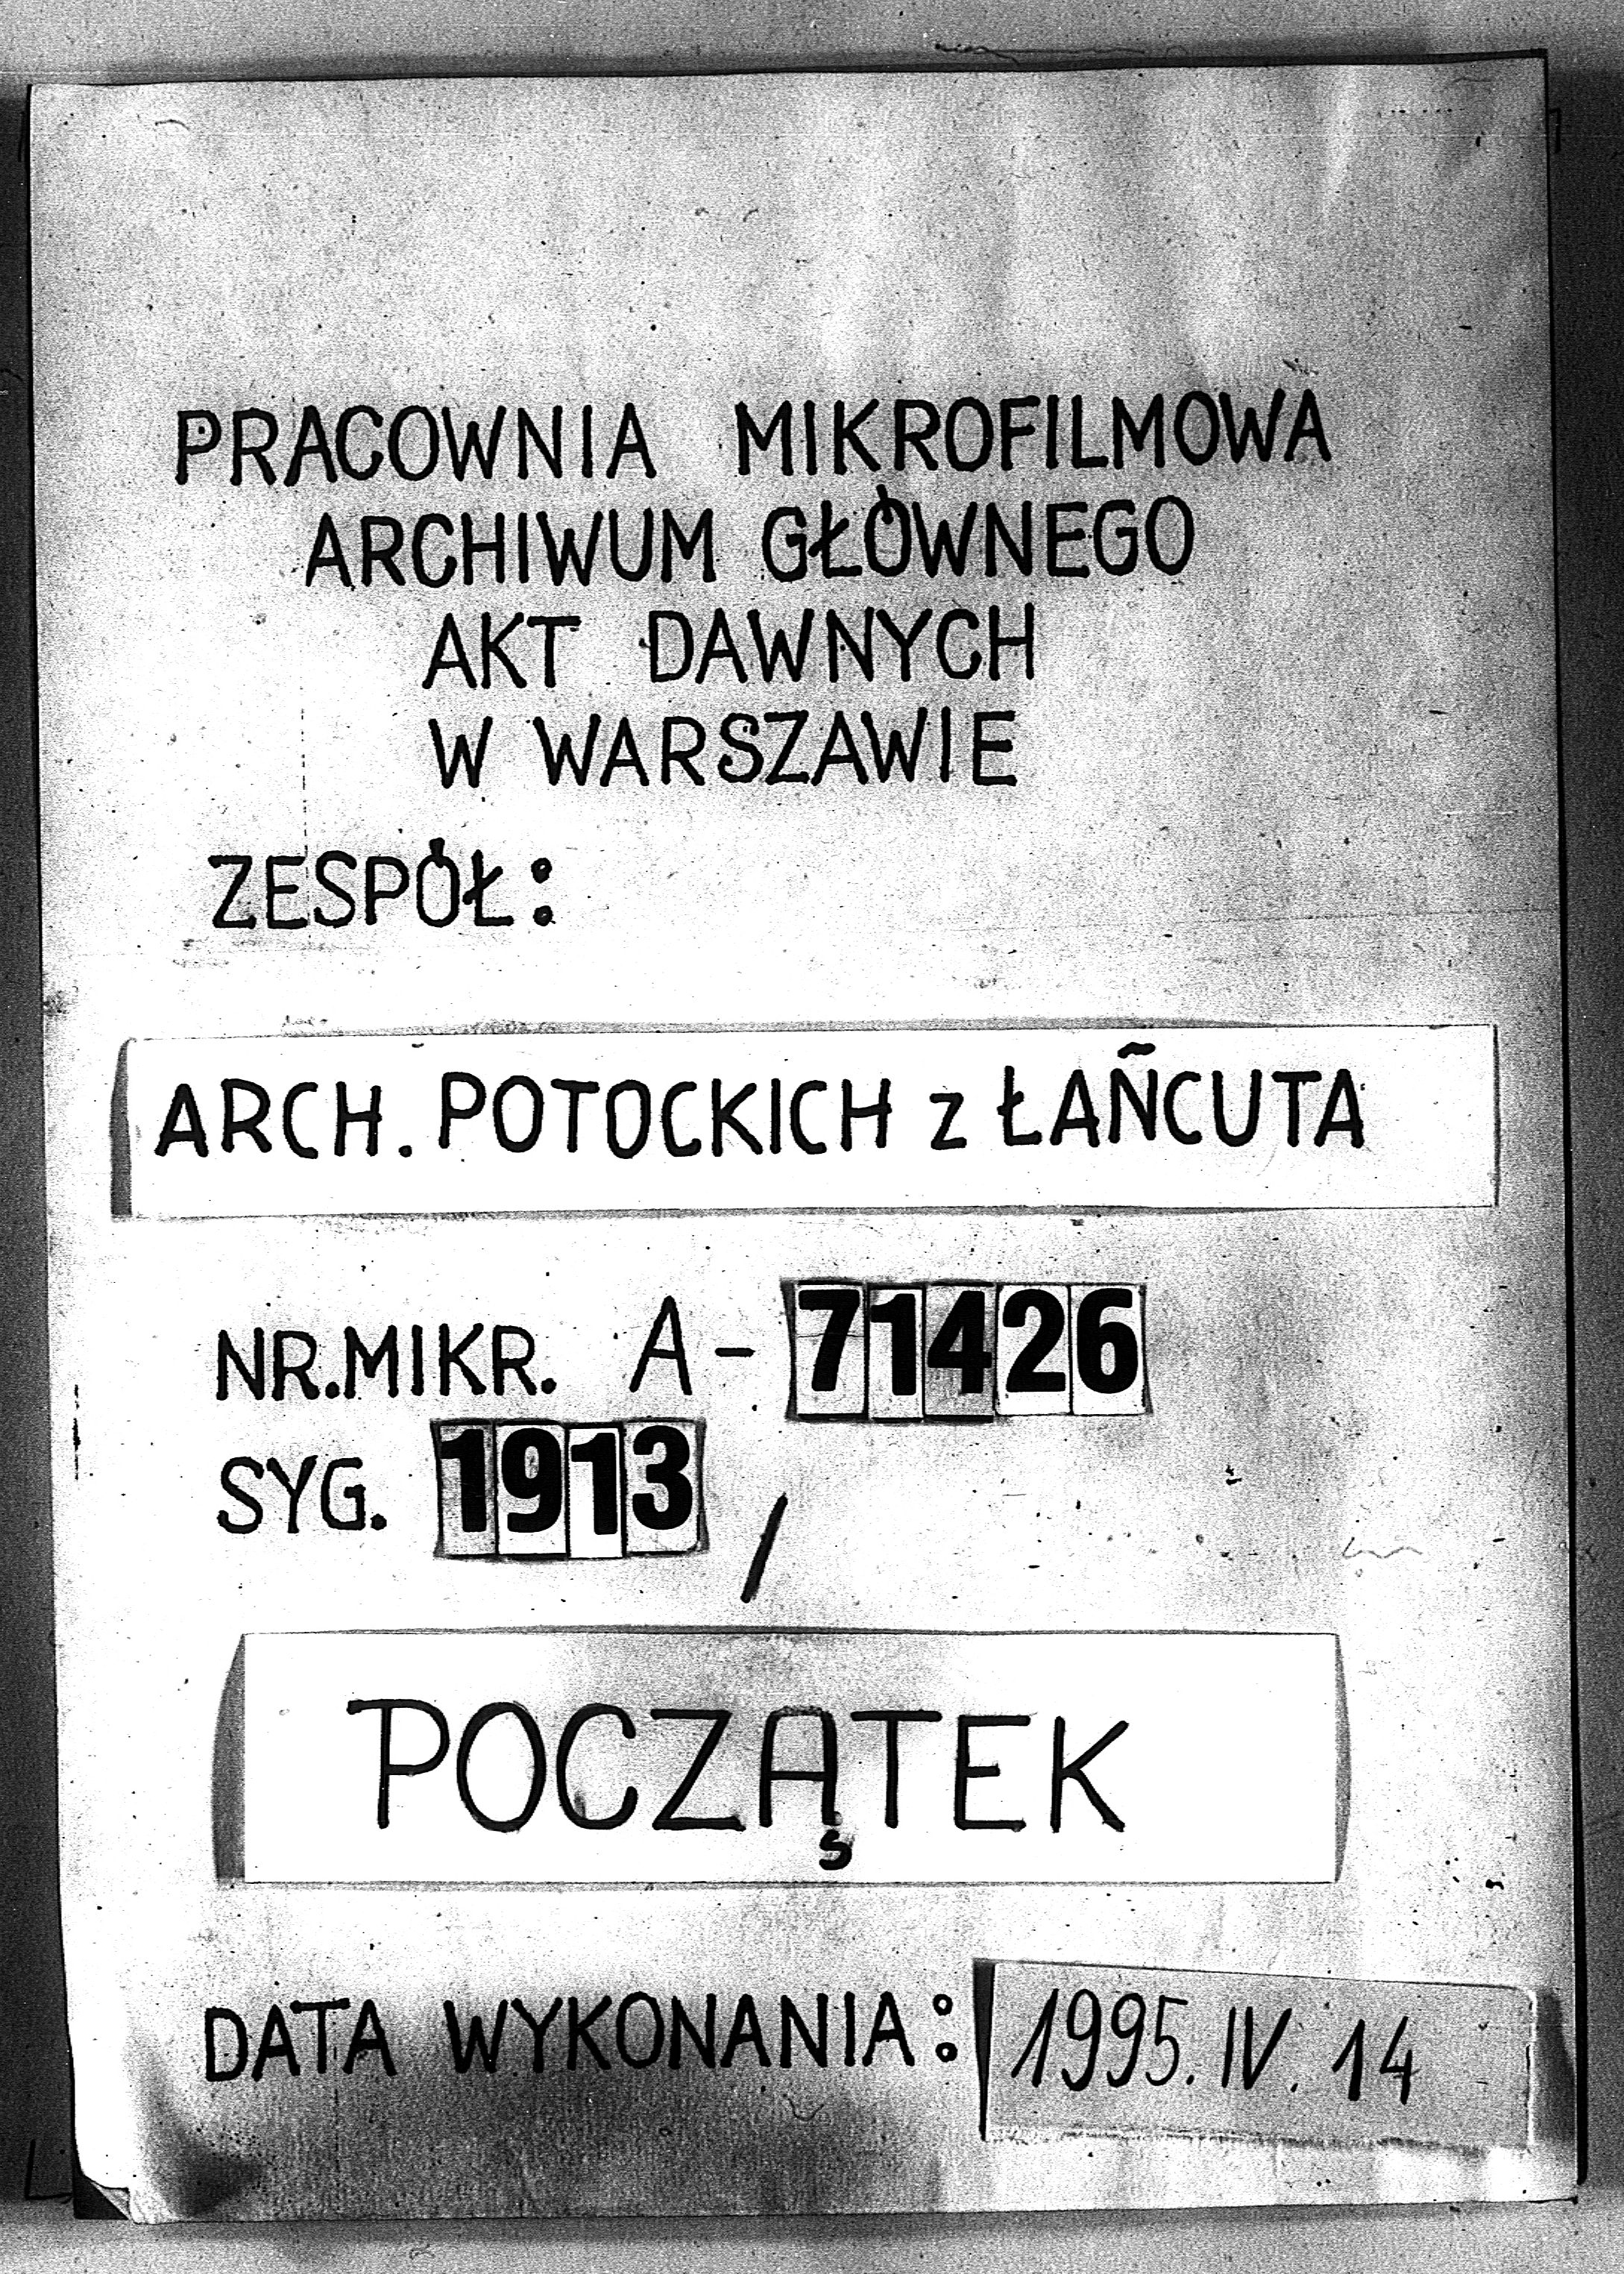 PRACOWNIA MIKROFILMOWA
ARCHIWUM GŁÓWNEGO
AKT DAWNYCH
W WARSZAWIE
ZESPÓŁ:
ARCH. POTOCKICH z ŁAŃCUTA
NR.MIKR. A-71426
SYG. 1913/
POCZĄTEK
DATA WYKONANIA: 1995.IV.14